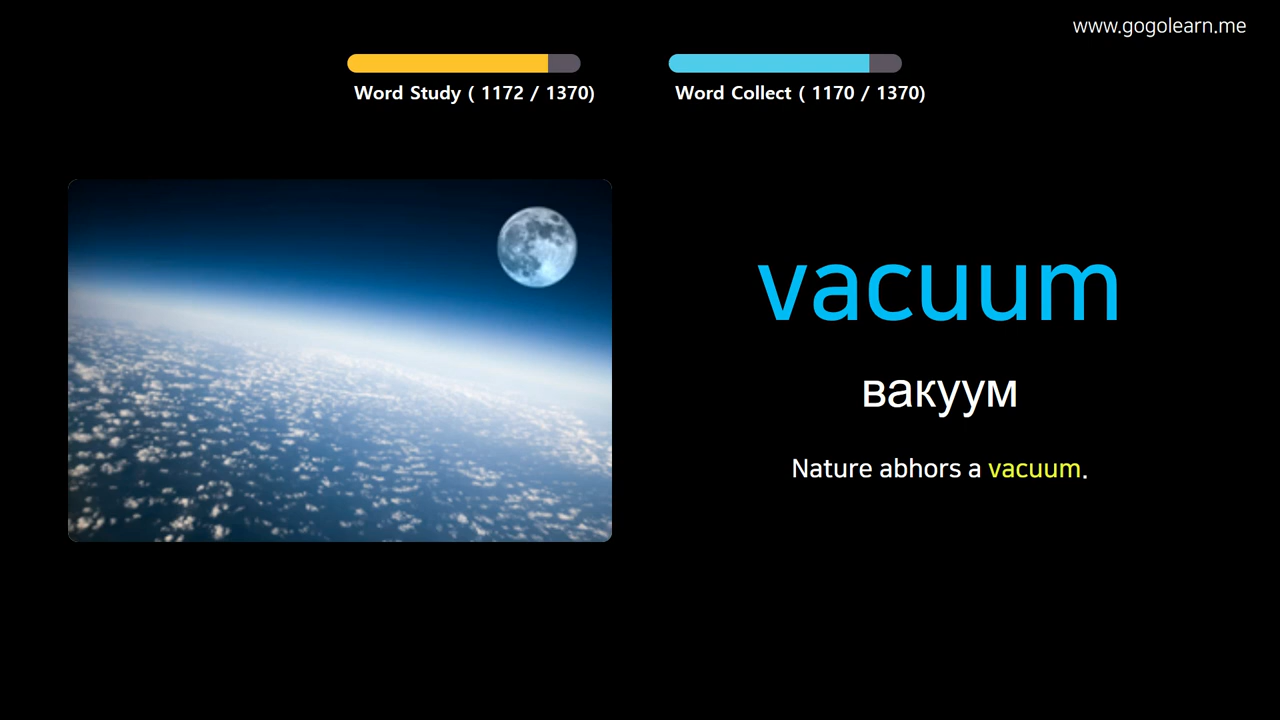 www.gogolearn.me
Word Study ( 1172 / 1370)
Word Collect ( 1170 / 1370)
vacuum
вакуум
Nature abhors a vacuum.